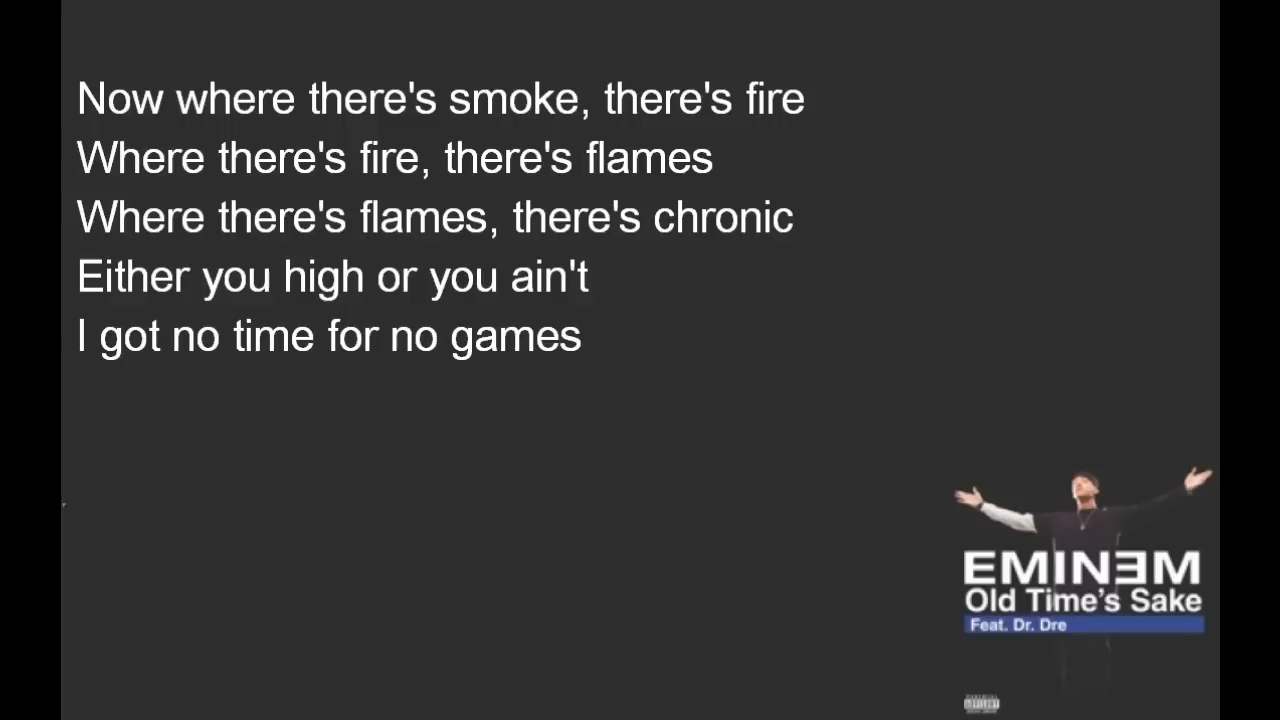 Now where there's smoke, there's fire
Where there's fire, there's flames
Where there's flames, there's chronic
Either you high or you ain't
I got no time for no games
EMINƎM
Old Time's Sake
Feat. Dr. Dre